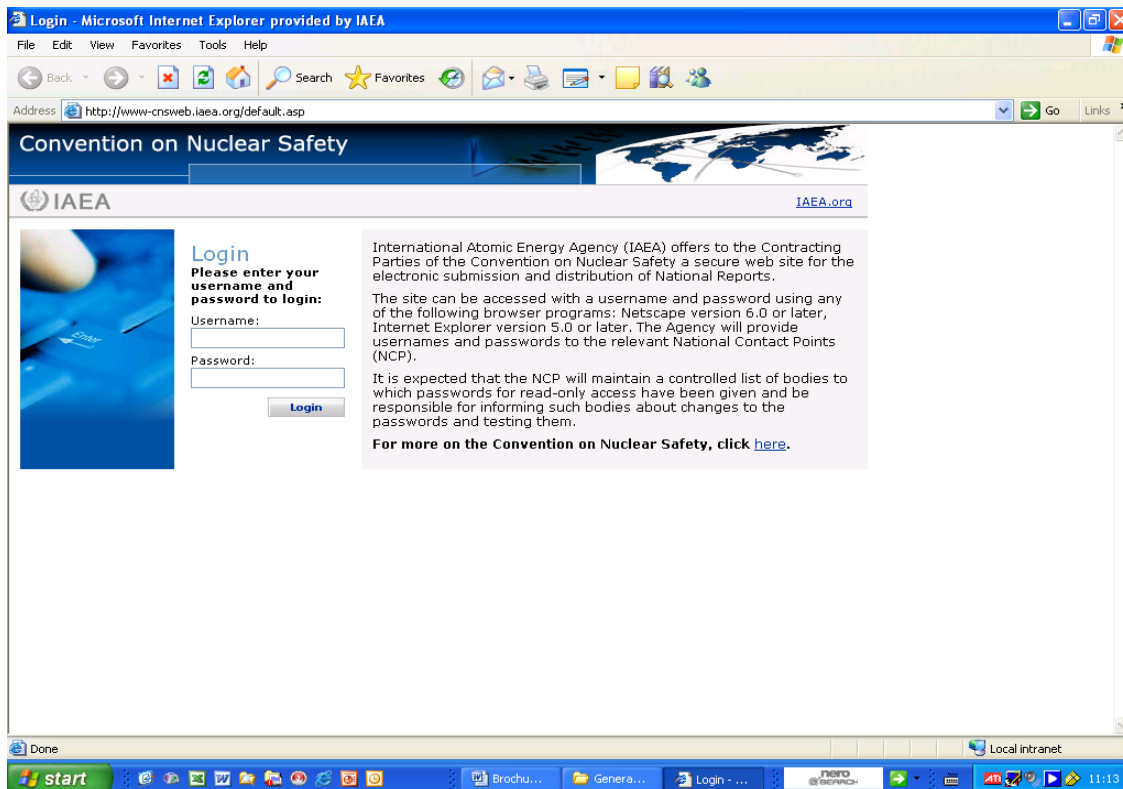 Login - Microsoft Internet Explorer provided by IAEA
File Edit View Favorites Tools Help
Back Search Favorites
Address http://www-cnsweb.iaea.org/default.asp Go Links
Convention on Nuclear Safety
IAEA IAEA.org
Enter
Login
Please enter your
username and
password to login:
Username:
Password:
Login
International Atomic Energy Agency (IAEA) offers to the Contracting
Parties of the Convention on Nuclear Safety a secure web site for the
electronic submission and distribution of National Reports.
The site can be accessed with a username and password using any
of the following browser programs: Netscape version 6.0 or later,
Internet Explorer version 5.0 or later. The Agency will provide
usernames and passwords to the relevant National Contact Points
(NCP).
It is expected that the NCP will maintain a controlled list of bodies to
which passwords for read-only access have been given and be
responsible for informing such bodies about changes to the
passwords and testing them.
For more on the Convention on Nuclear Safety, click here.
Done Local intranet
start Brochu... Genera... Login - ... nero SEARCH ATI 11:13